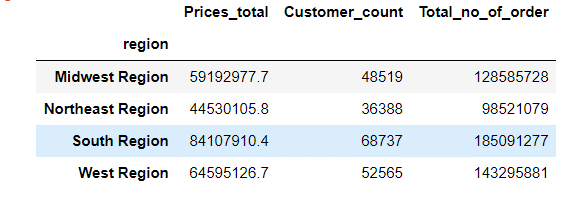 Prices_total Customer_count Total_no_of_order
region
Midwest Region 59192977.7 48519 128585728
Northeast Region 44530105.8 36388 98521079
South Region 84107910.4 68737 185091277
West Region 64595126.7 52565 143295881